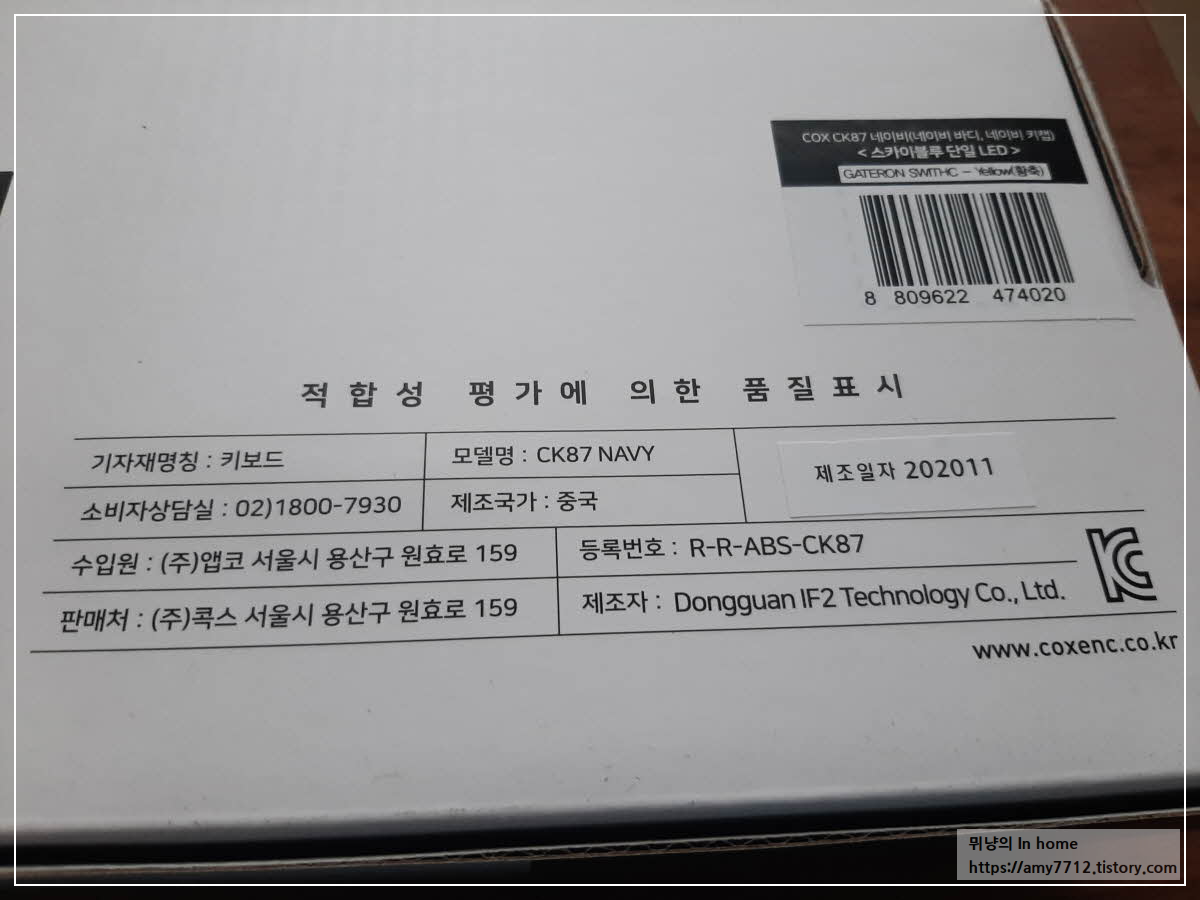 COX CK87 네이비(네이비 바디, 네이비 키캡)
< 스카이블루 단일 LED >
GATERON SWITHC - Yellow(황축)
8 809622 474020
적합성 평가에 의한 품질표시
기자재명칭 : 키보드
모델명 : CK87 NAVY
제조일자 202011
소비자상담실 : 02)1800-7930
제조국가 : 중국
수입원 : (주)앱코 서울시 용산구 원효로 159
등록번호 : R-R-ABS-CK87
판매처 : (주)콕스 서울시 용산구 원효로 159
제조자 : Dongguan IF2 Technology Co., Ltd.
www.coxenc.co.kr
뮈냥의 In home
https://amy7712.tistory.com